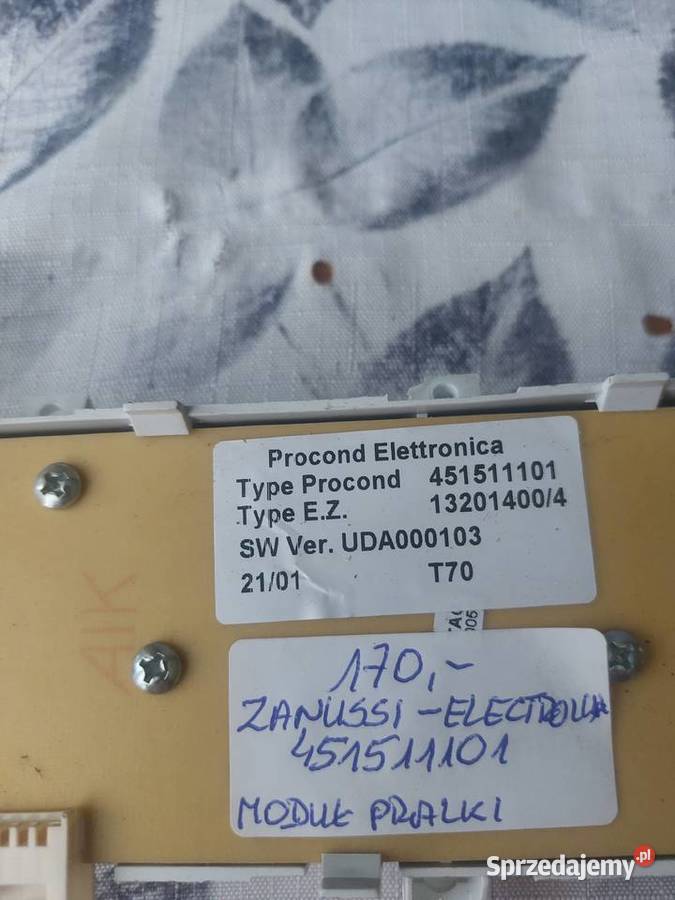 Procond Elettronica
Type Procond 451511101
Type E.Z. 13201400/4
SW Ver. UDA000103
21/01 T70
AIK
170,-
ZANUSSI-ELECTROLUX
451511101
MODUŁ PRALKI
Sprzedajemy.pl